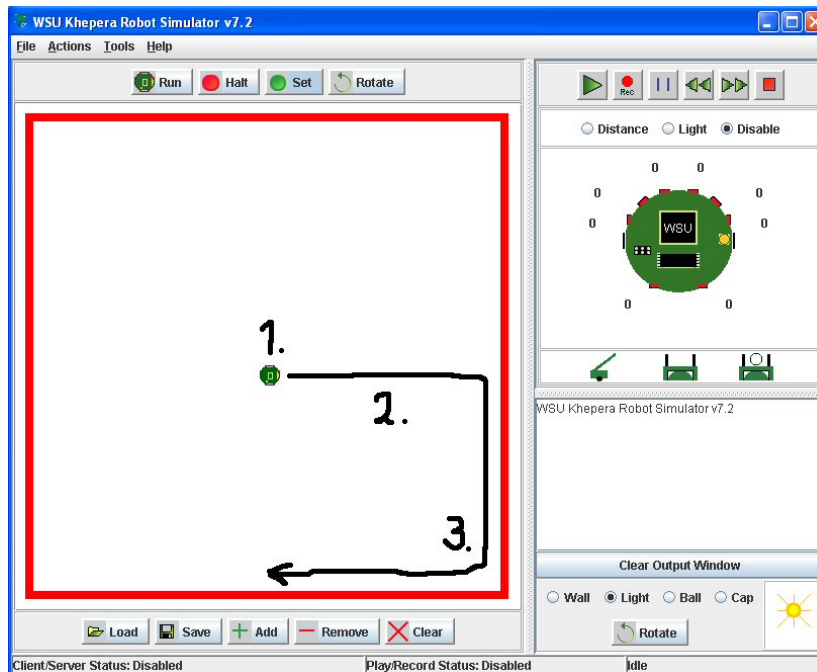 WSU Khepera Robot Simulator v7.2
File Actions Tools Help
Run Halt Set Rotate
Rec
Distance Light Disable
0 0
0 0
0 0
WSU
0 0
1.
2.
3.
WSU Khepera Robot Simulator v7.2
Clear Output Window
Wall Light Ball Cap
Rotate
Load Save Add Remove Clear
Client/Server Status: Disabled Play/Record Status: Disabled Idle